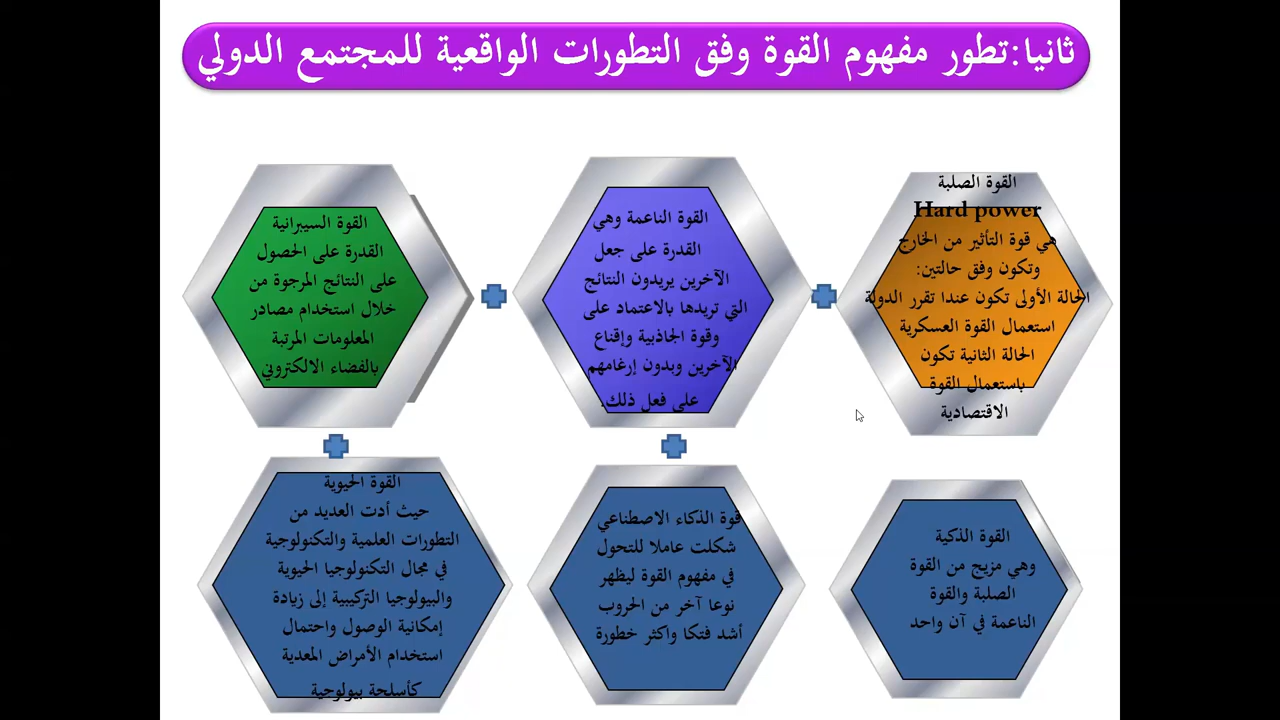 ثانيا:تطور مفهوم القوة وفق التطورات الواقعية للمجتمع الدولي
القوة الصلبة
Hard power
هي قوة التأثير من الخارج
وتكون وفق حالتين:
الحالة الأولى تكون عندا تقرر الدولة
استعمال القوة العسكرية
الحالة الثانية تكون
باستعمال القوة
الاقتصادية
القوة الناعمة وهي
القدرة على جعل
الآخرين يريدون النتائج
التي تريدها بالاعتماد على
وقوة الجاذبية وإقناع
الآخرين وبدون إرغامهم
على فعل ذلك.
القوة السيبرانية
القدرة على الحصول
على النتائج المرجوة من
خلال استخدام مصادر
المعلومات المرتبة
بالفضاء الالكتروني
القوة الذكية
وهي مزيج من القوة
الصلبة والقوة
الناعمة في آن واحد
قوة الذكاء الاصطناعي
شكلت عاملا للتحول
في مفهوم القوة ليظهر
نوعا آخر من الحروب
أشد فتكا واكثر خطورة
القوة الحيوية
حيث أدت العديد من
التطورات العلمية والتكنولوجية
في مجال التكنولوجيا الحيوية
والبيولوجيا التركيبية إلى زيادة
إمكانية الوصول واحتمال
استخدام الأمراض المعدية
كأسلحة بيولوجية